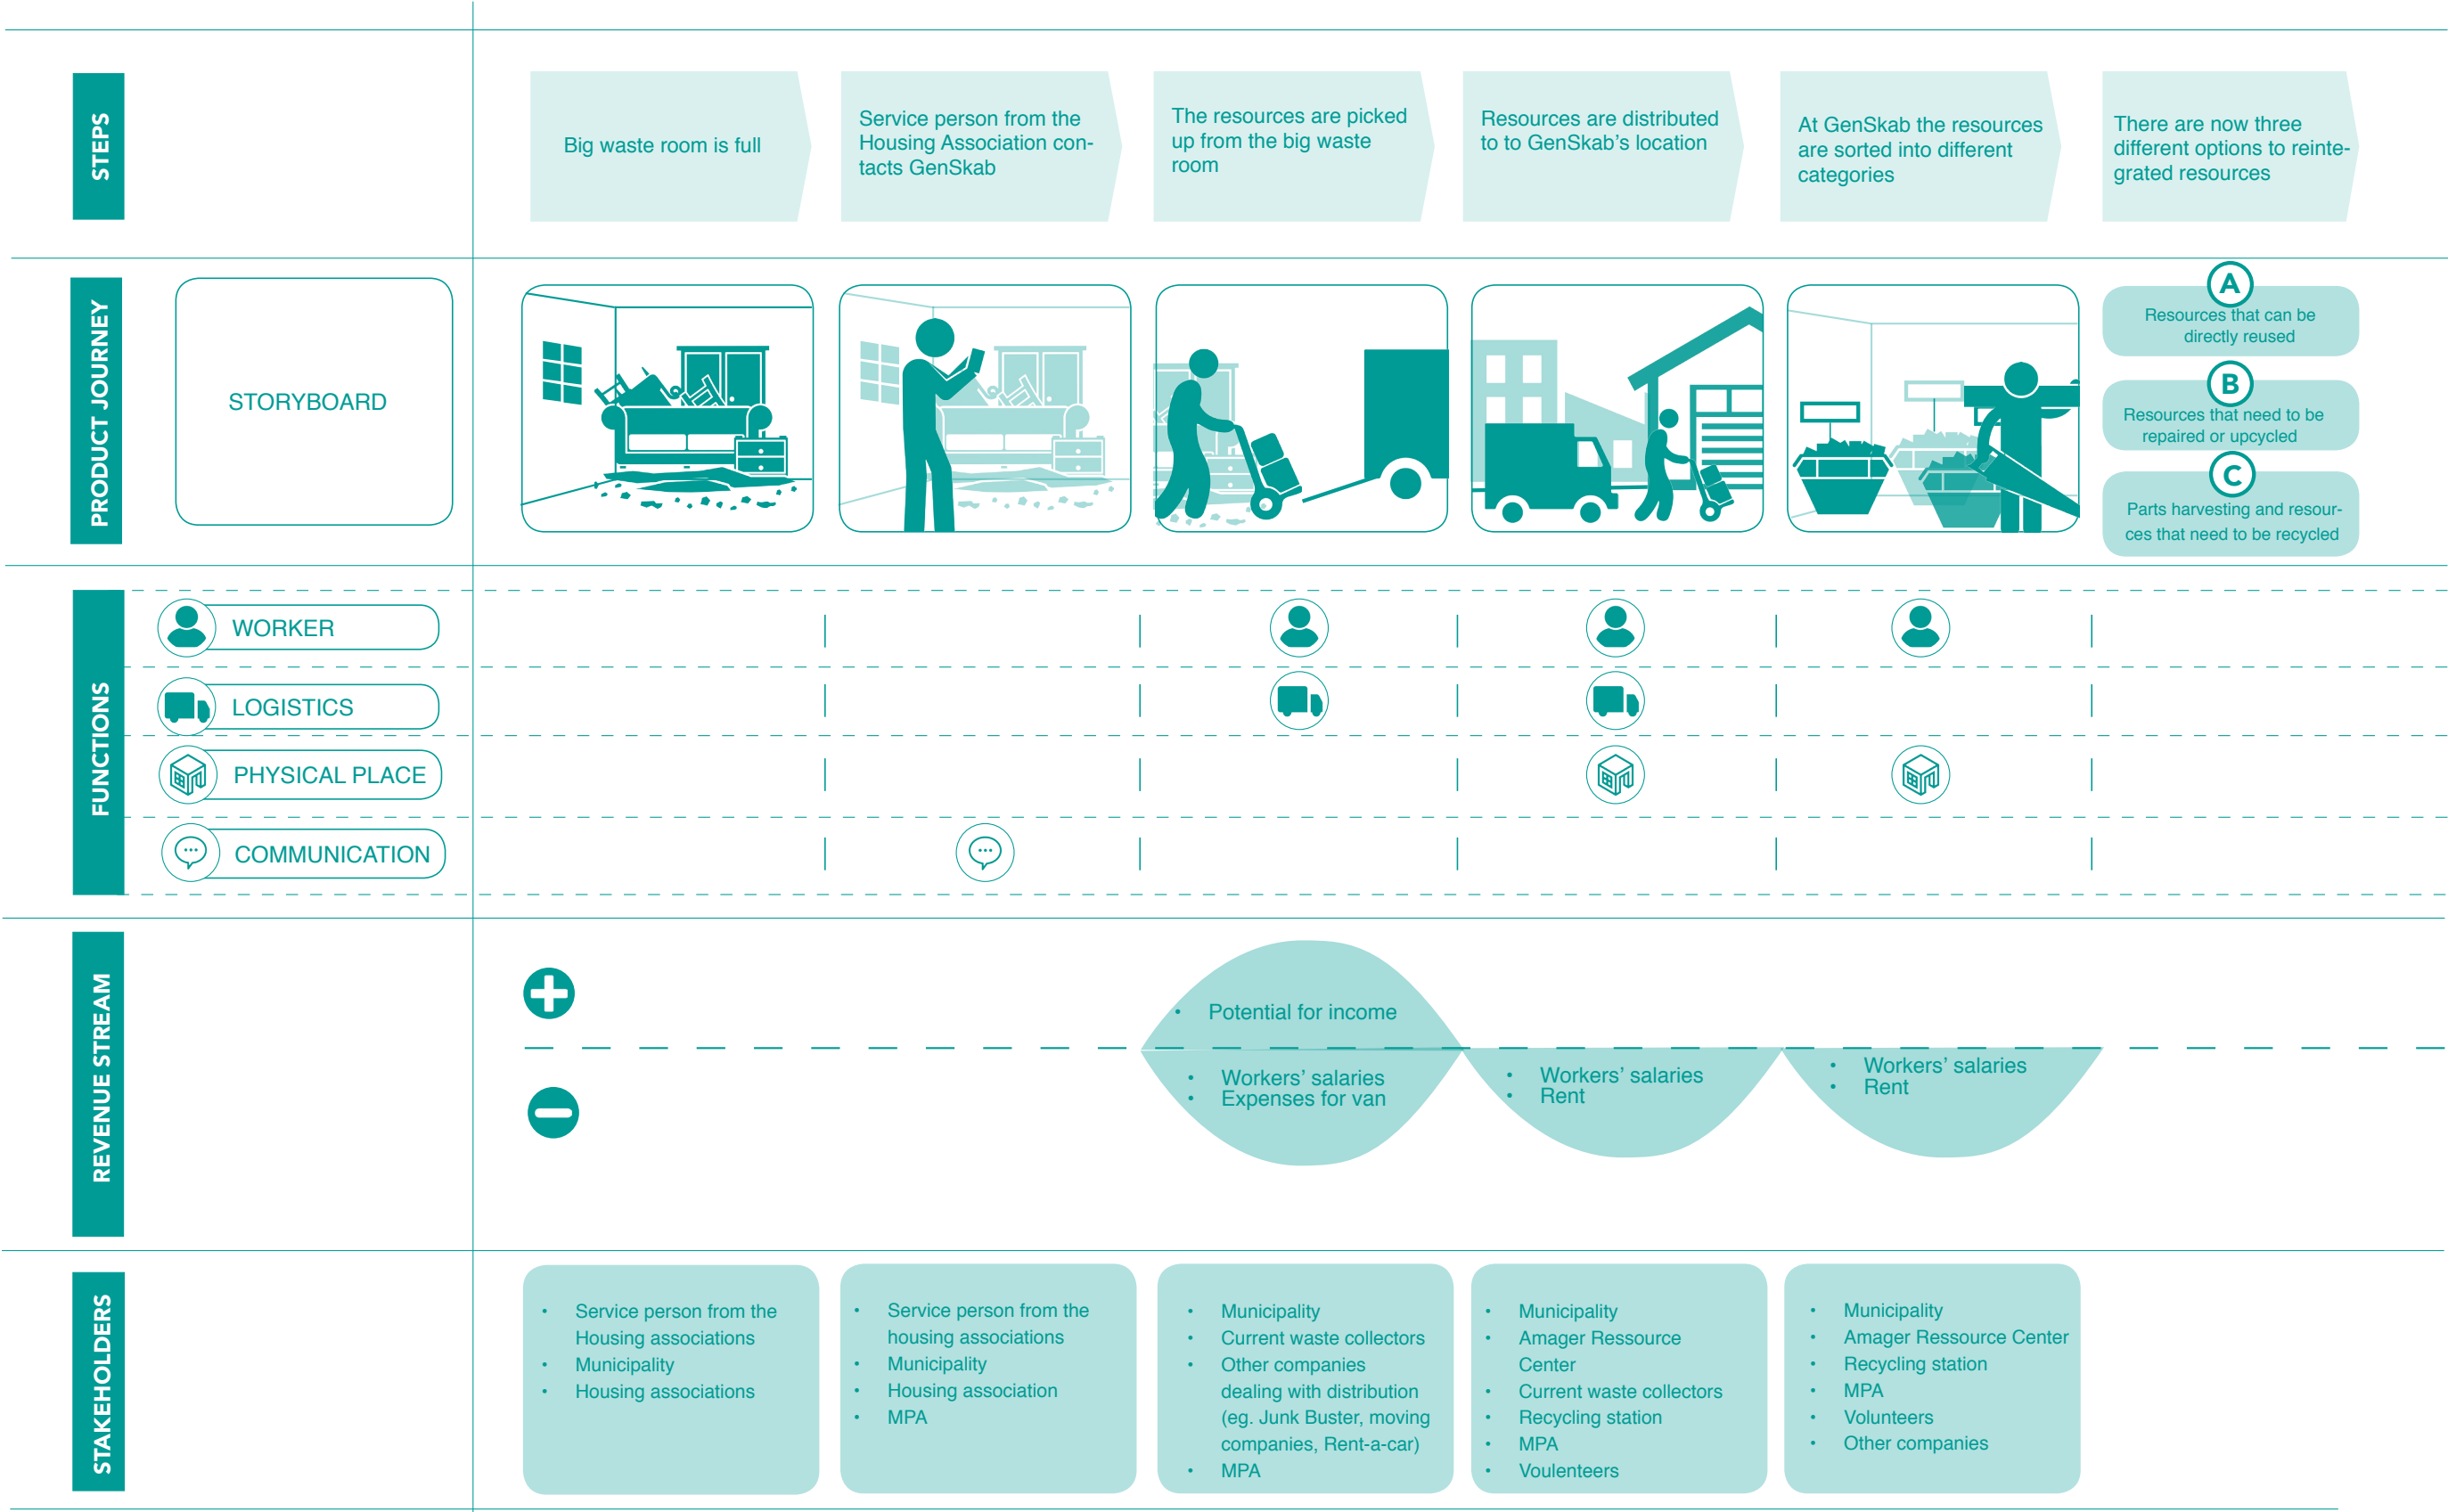 STEPS
Big waste room is full
Service person from the
Housing Association con-
tacts GenSkab
The resources are picked
up from the big waste
room
Resources are distributed
to to GenSkab's location
At GenSkab the resources
are sorted into different
categories
There are now three
different options to reinte-
grated resources
PRODUCT JOURNEY
STORYBOARD
A
Resources that can be
directly reused
B
Resources that need to be
repaired or upcycled
C
Parts harvesting and resour-
ces that need to be recycled
FUNCTIONS
WORKER
LOGISTICS
PHYSICAL PLACE
COMMUNICATION
REVENUE STREAM
• Potential for income
• Workers' salaries
• Expenses for van
• Workers' salaries
• Rent
• Workers' salaries
• Rent
STAKEHOLDERS
• Service person from the
Housing associations
• Municipality
• Housing associations
• Service person from the
housing associations
• Municipality
• Housing association
• MPA
• Municipality
• Current waste collectors
• Other companies
dealing with distribution
(eg. Junk Buster, moving
companies, Rent-a-car)
• MPA
• Municipality
• Amager Ressource
Center
• Current waste collectors
• Recycling station
• MPA
• Voulenteers
• Municipality
• Amager Ressource Center
• Recycling station
• MPA
• Volunteers
• Other companies